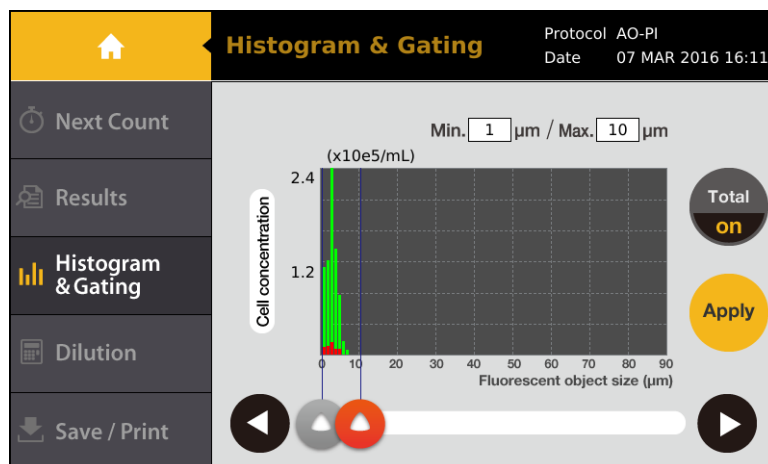 Histogram & Gating
Protocol AO-PI
Date 07 MAR 2016 16:11
Next Count
Results
Histogram
& Gating
Dilution
Save / Print
Min. 1 µm / Max. 10 µm
(x10e5/mL)
2.4
1.2
Cell concentration
0 10 20 30 40 50 60 70 80 90
Fluorescent object size (µm)
Total
on
Apply